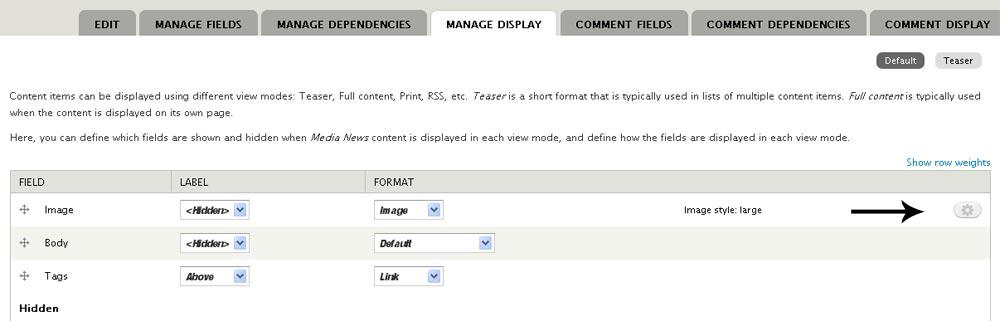 EDIT MANAGE FIELDS MANAGE DEPENDENCIES MANAGE DISPLAY COMMENT FIELDS COMMENT DEPENDENCIES COMMENT DISPLAY
Default Teaser
Content items can be displayed using different view modes: Teaser, Full content, Print, RSS, etc. Teaser is a short format that is typically used in lists of multiple content items. Full content is typically used
when the content is displayed on its own page.
Here, you can define which fields are shown and hidden when Media News content is displayed in each view mode, and define how the fields are displayed in each view mode.
Show row weights
FIELD LABEL FORMAT
Image <Hidden> Image Image style: large
Body <Hidden> Default
Tags Above Link
Hidden